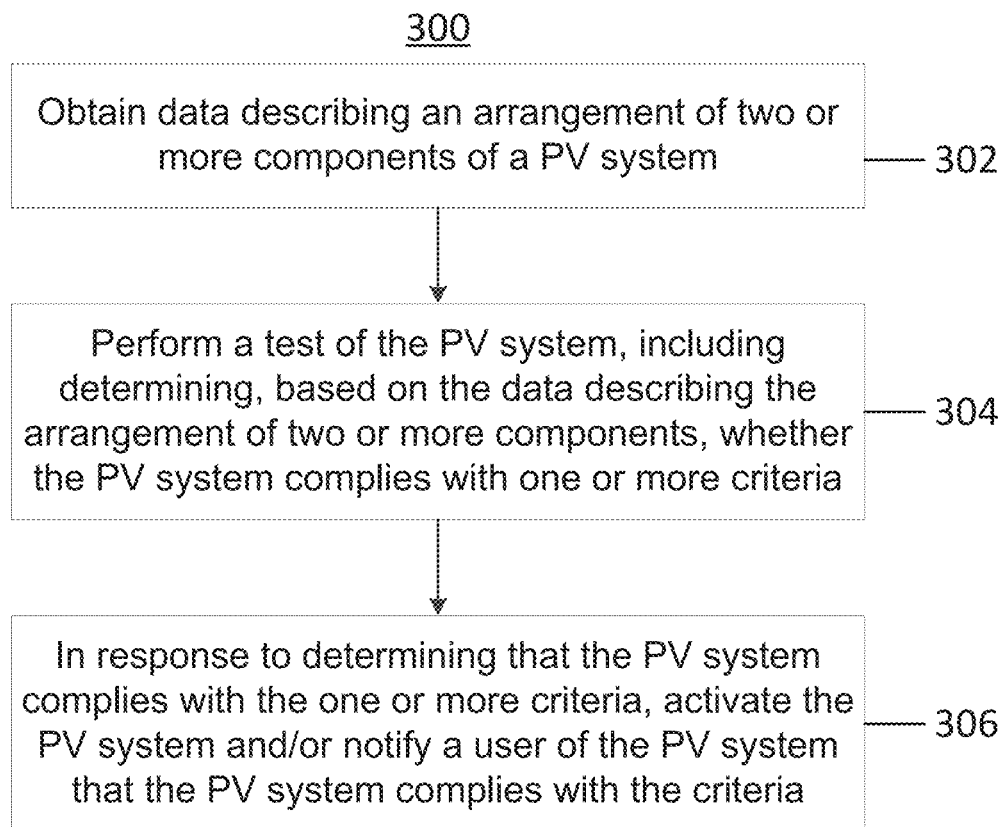 300
Obtain data describing an arrangement of two or
more components of a PV system
302
Perform a test of the PV system, including
determining, based on the data describing the
arrangement of two or more components, whether
the PV system complies with one or more criteria
304
In response to determining that the PV system
complies with the one or more criteria, activate the
PV system and/or notify a user of the PV system
that the PV system complies with the criteria
306